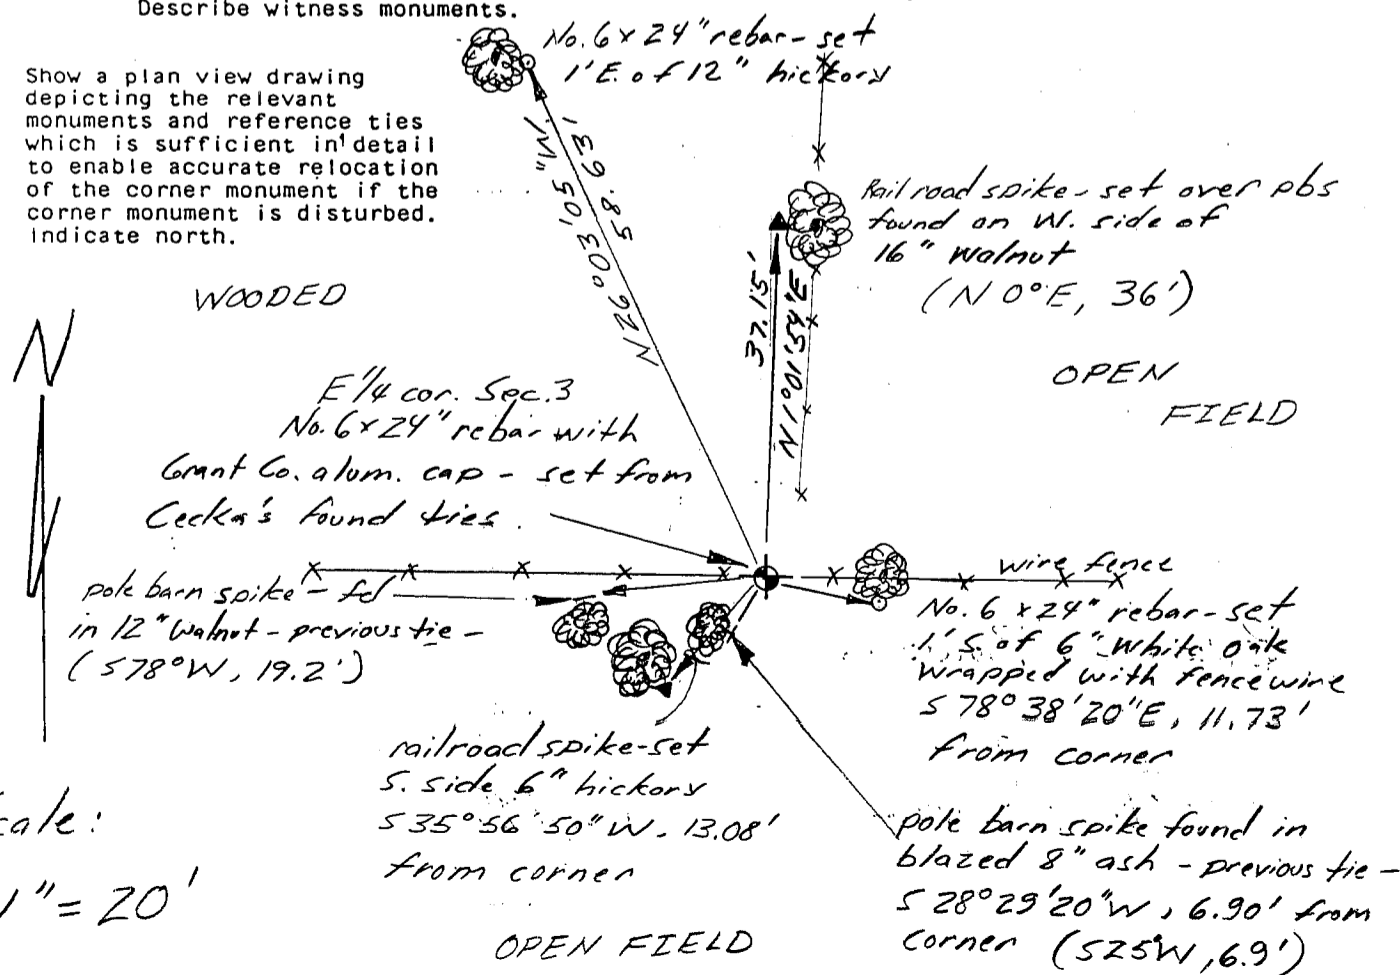 Describe witness monuments.
Show a plan view drawing
depicting the relevant
monuments and reference ties
which is sufficient in detail
to enable accurate relocation
of the corner monument if the
corner monument is disturbed.
Indicate north.
No. 6 x 24" rebar - set
1' E. of 12" hickory
N26°03'05"W.
58.63'
Railroad spike - set over pbs
found on W. side of
16" walnut
(N 0°E, 36')
37.15'
N1°01'54"E
WOODED
OPEN
FIELD
N
E 1/4 cor. Sec. 3
No. 6 x 24" rebar with
Grant Co. alum. cap - set from
Cecka's found ties.
wire fence
pole barn spike - fd
in 12" Walnut - previous tie -
(S78°W, 19.2')
No. 6 x 24" rebar - set
1' S. of 6" White oak
wrapped with fence wire
S 78°38'20"E, 11.73'
from corner
railroad spike - set
S. side 6" hickory
S 35°56'50"W - 13.08'
from corner
pole barn spike found in
blazed 8" ash - previous tie -
S 28°29'20"W, 6.90' from
corner (S25°W, 6.9')
cale:
1" = 20'
OPEN FIELD